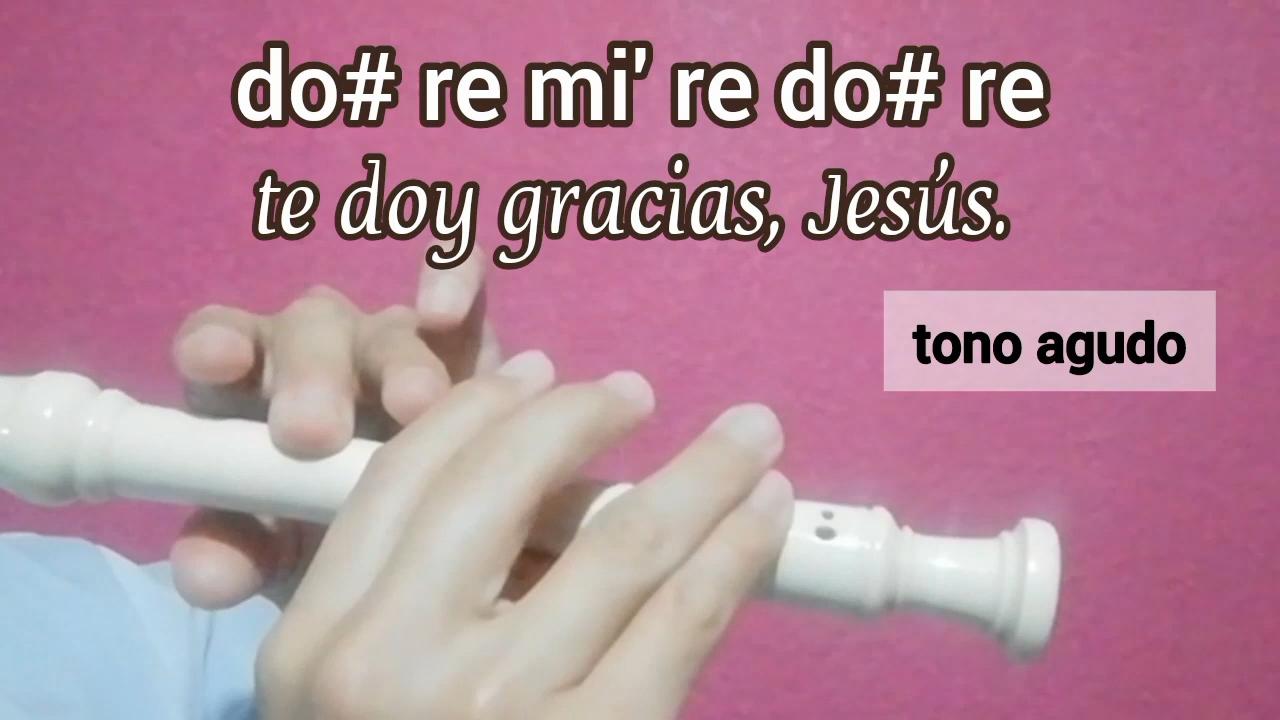 do# re mi' re do# re
te doy gracias, Jesús.
tono agudo